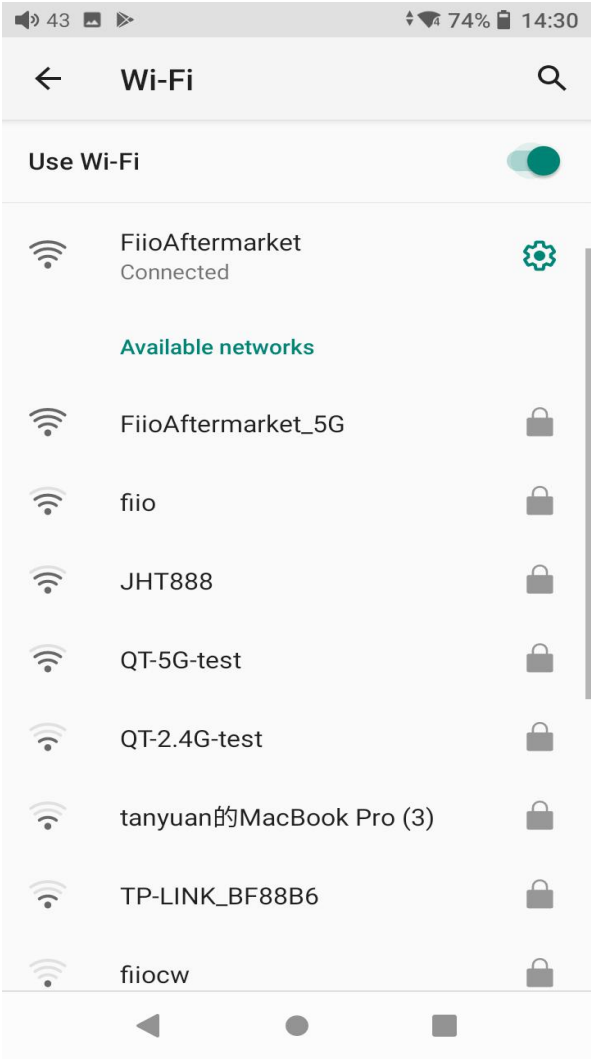 43 74% 14:30
Wi-Fi
Use Wi-Fi
FiioAftermarket
Connected
Available networks
FiioAftermarket_5G
fiio
JHT888
QT-5G-test
QT-2.4G-test
tanyuan的MacBook Pro (3)
TP-LINK_BF88B6
fiiocw